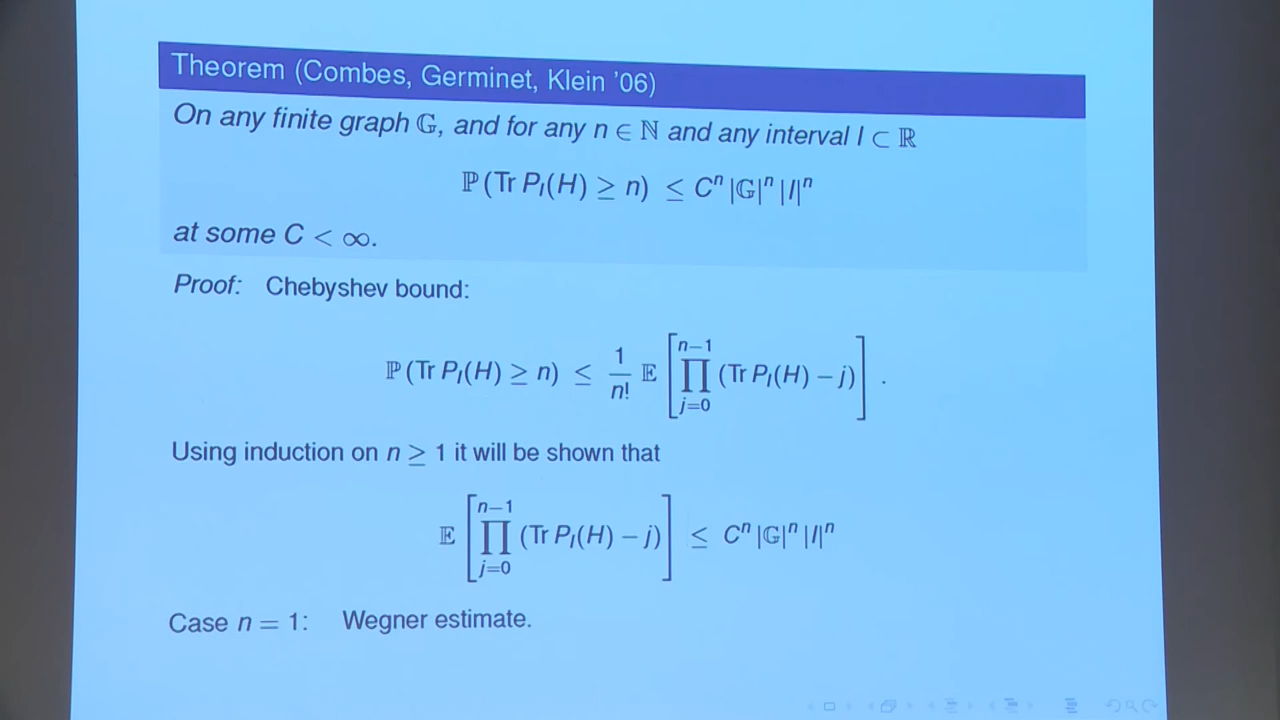 Theorem (Combes, Germinet, Klein '06)
On any finite graph 𝔾, and for any n ∈ ℕ and any interval I ⊂ ℝ
ℙ (Tr P_I(H) ≥ n) ≤ C^n |𝔾|^n |I|^n
at some C < ∞.
Proof: Chebyshev bound:
ℙ (Tr P_I(H) ≥ n) ≤ \frac{1}{n!} 𝔼 [ ∏_{j=0}^{n−1} (Tr P_I(H) − j) ] .
Using induction on n ≥ 1 it will be shown that
𝔼 [ ∏_{j=0}^{n−1} (Tr P_I(H) − j) ] ≤ C^n |𝔾|^n |I|^n
Case n = 1: Wegner estimate.